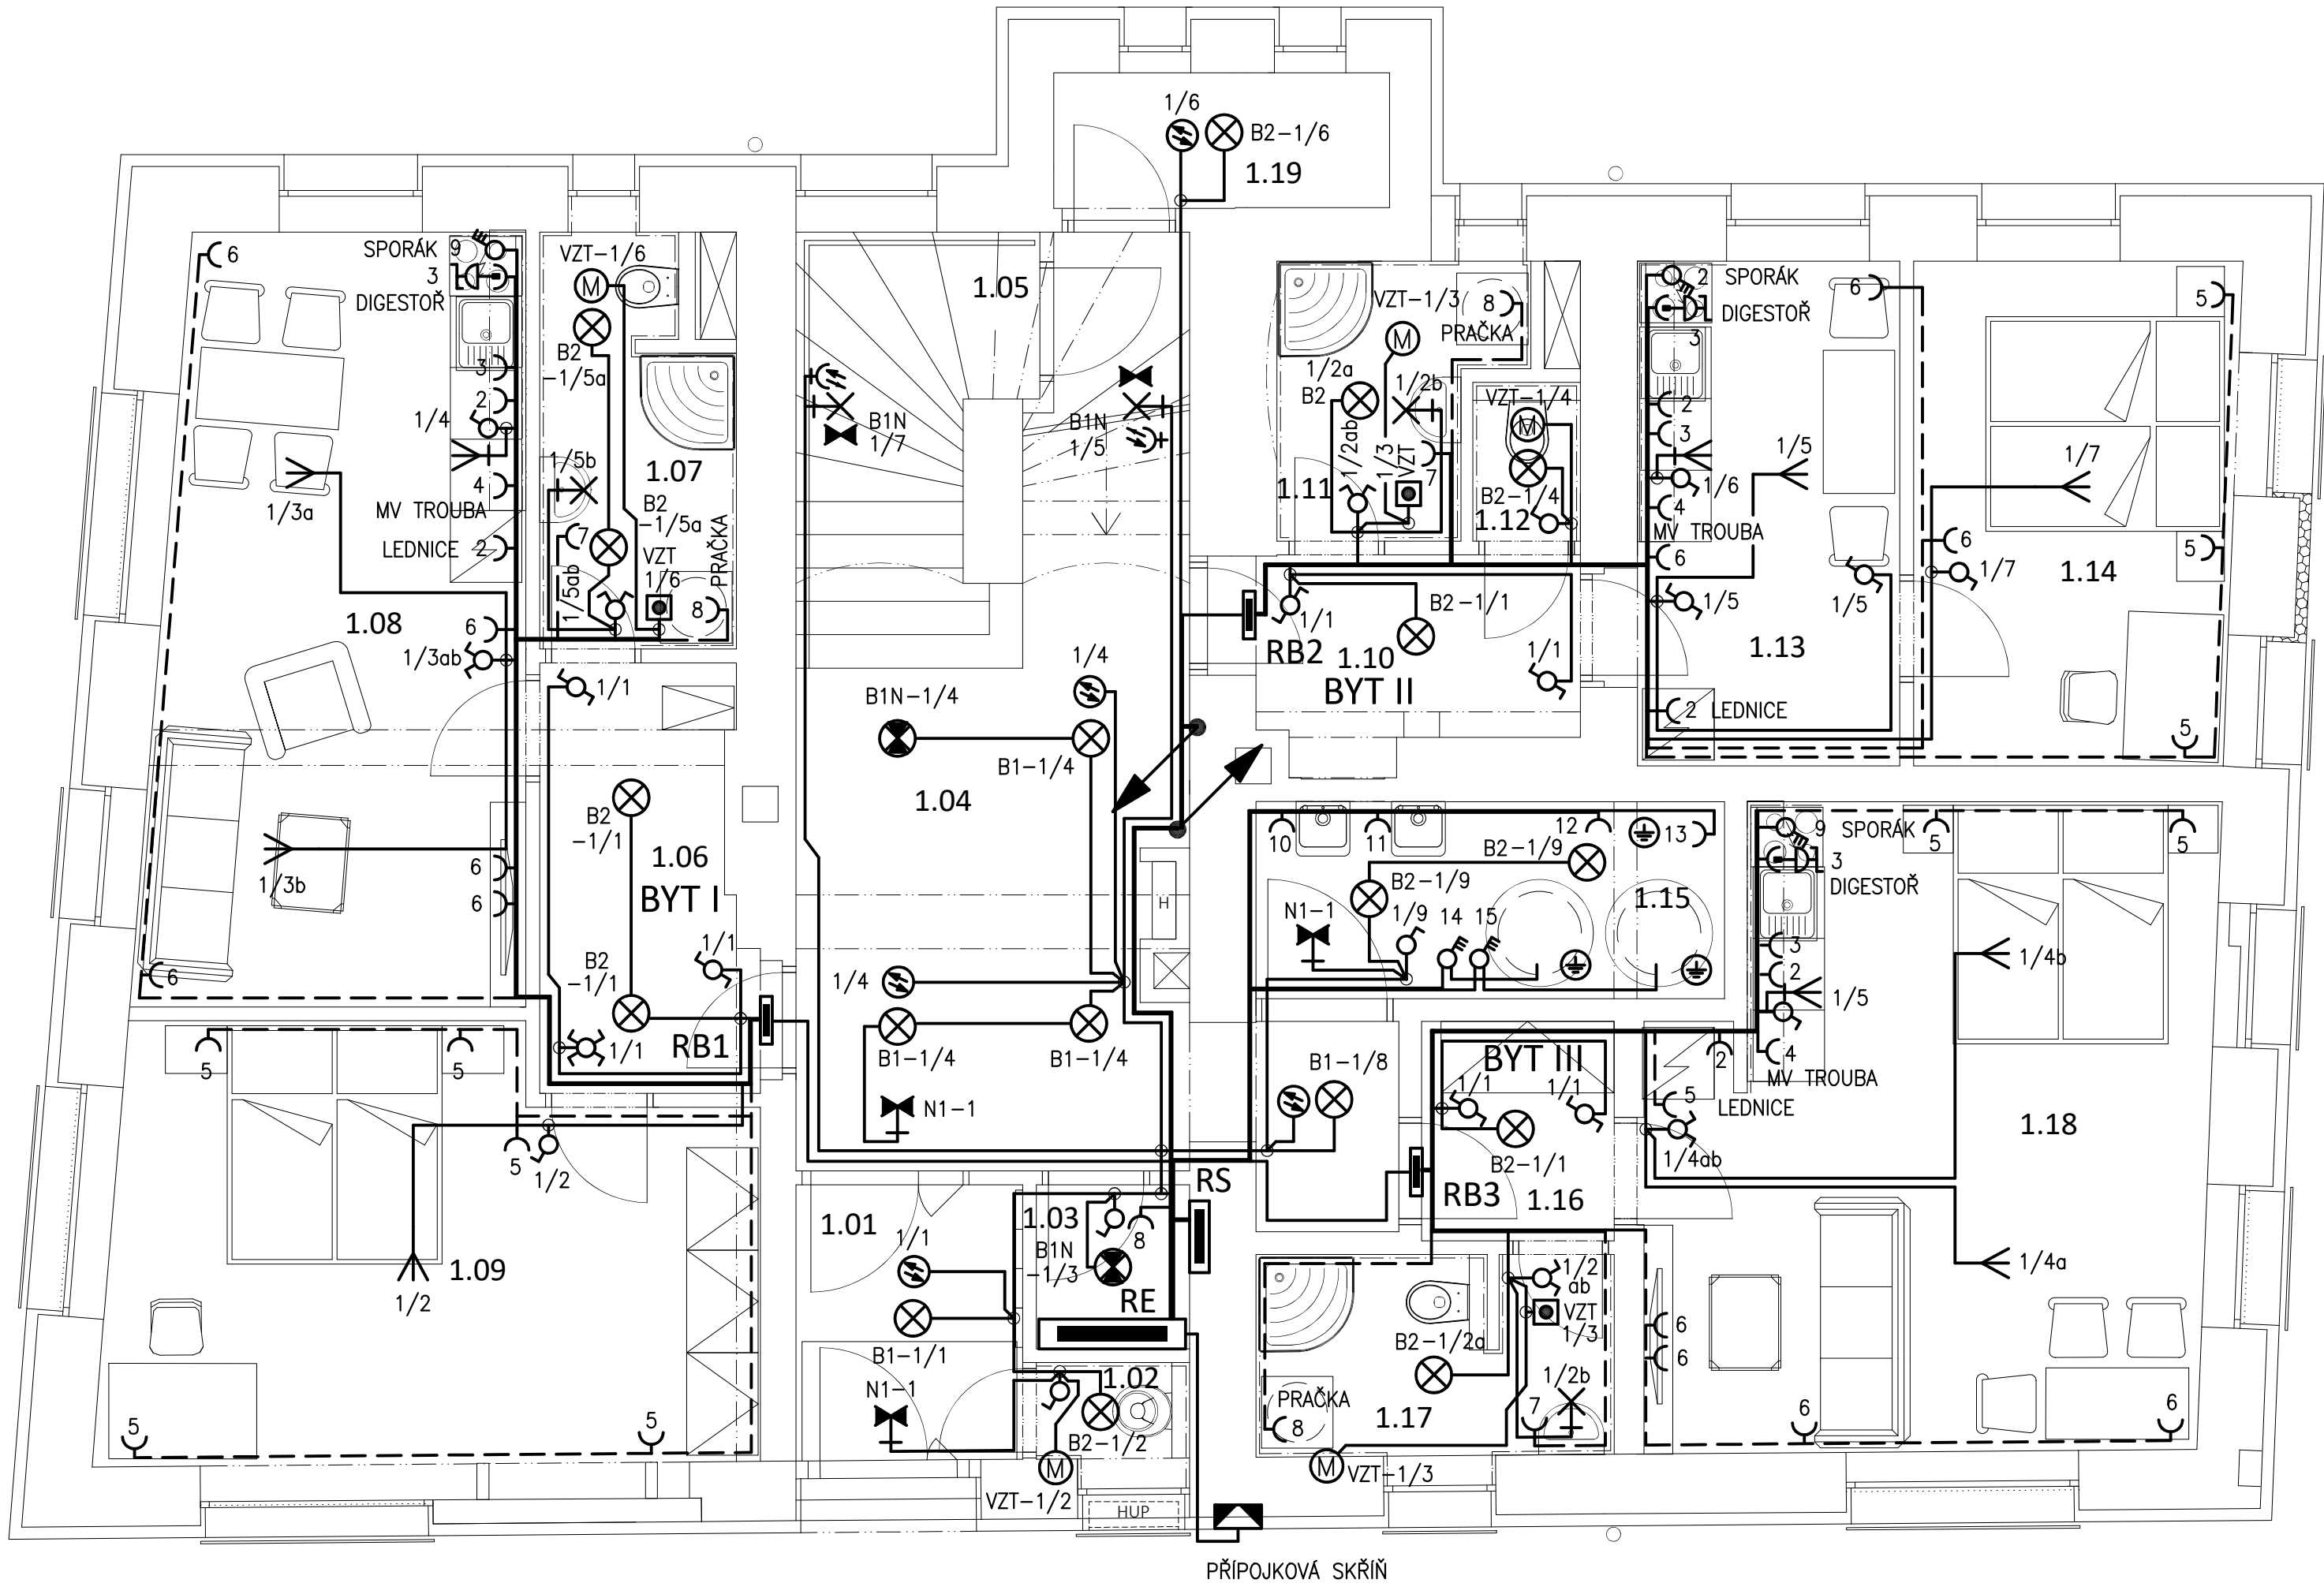 1/6
B2-1/6
1.19
SPORÁK 9
6
3
DIGESTOŘ
VZT-1/6
M
B2
-1/5a
1.05
3
2
1/4
1/5b
1.07
B2
-1/5a
4
MV TROUBA
LEDNICE 2
7
1/3a
VZT
1/6
PRAČKA
1/5ab
8
1.08
6
1/3ab
1/1
B1N
1/7
B1N
1/5
VZT-1/3
8
PRAČKA
M
1/2a
B2
1/2b
VZT-1/4
M
1/2ab
1/3
VZT
7
1.11
B2-1/4
1.12
2 SPORÁK
DIGESTOŘ
3
2
3
1/6
4
MV TROUBA
6
6
5
1/5
1/7
6
5
1/7
1.14
1/5
1/5
1.13
2 LEDNICE
5
1/1
B2-1/1
RB2
1.10
BYT II
1/1
1/4
B1N-1/4
B1-1/4
1.04
B2
-1/1
1.06
BYT I
1/3b
6
6
6
1/1
B2
-1/1
RB1
1/1
1/4
B1-1/4
B1-1/4
N1-1
H
10
11
12
13
B2-1/9
B2-1/9
1/9
14
15
N1-1
1.15
9 SPORÁK
3
DIGESTOŘ
5
5
3
2
1/5
4
MV TROUBA
1/4b
2
LEDNICE
5
1/4ab
1.18
1/4a
B1-1/8
BYT III
1/1
1/1
B2-1/1
RB3
1.16
5
5
5
1/2
1.09
1/2
5
5
RS
1.01
1/1
B1-1/1
N1-1
1.03
B1N
-1/3
8
RE
1.02
B2-1/2
M
VZT-1/2
HUP
1/2
ab
VZT
1/3
B2-1/2a
1/2b
7
PRAČKA
8
1.17
M
VZT-1/3
6
6
6
6
PŘÍPOJKOVÁ SKŘÍŇ